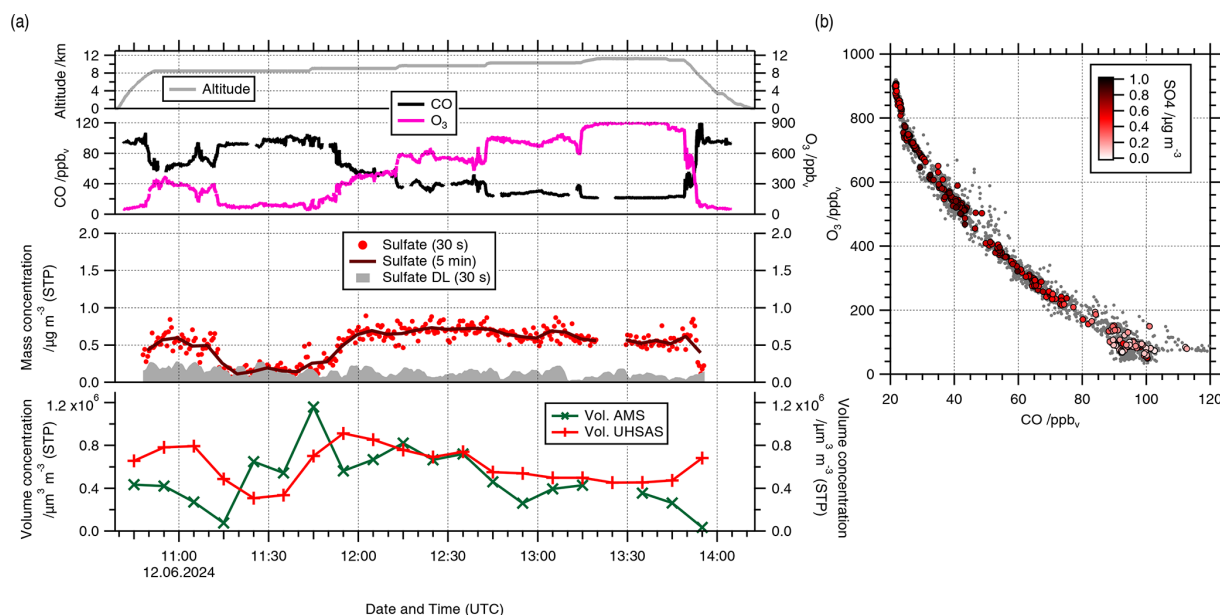 (a)
(b)
Altitude /km
12
8
4
0
12
8
4
0
Altitude
CO
O3
CO /ppbv
120
80
40
0
900
600
300
0
O3 /ppbv
Mass concentration
/µg m-3 (STP)
2.0
1.5
1.0
0.5
0.0
2.0
1.5
1.0
0.5
0.0
Sulfate (30 s)
Sulfate (5 min)
Sulfate DL (30 s)
Volume concentration
/µm3 m-3 (STP)
1.2 x106
0.8
0.4
0.0
1.2 x106
0.8
0.4
0.0
Volume concentration
/µm3 m-3 (STP)
Vol. AMS
Vol. UHSAS
11:00
11:30
12:00
12:30
13:00
13:30
14:00
12.06.2024
Date and Time (UTC)
O3 / ppbv
1000
800
600
400
200
0
20
40
60
80
100
120
CO /ppbv
1.0
0.8
0.6
0.4
0.2
0.0
SO4 /µg m-3